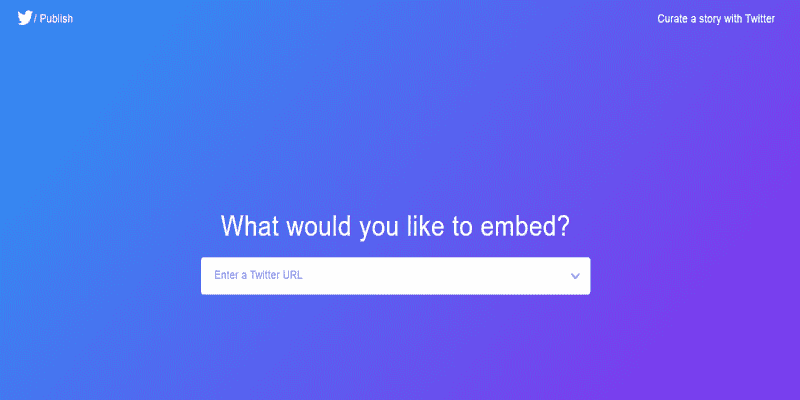 / Publish
Curate a story with Twitter
What would you like to embed?
Enter a Twitter URL